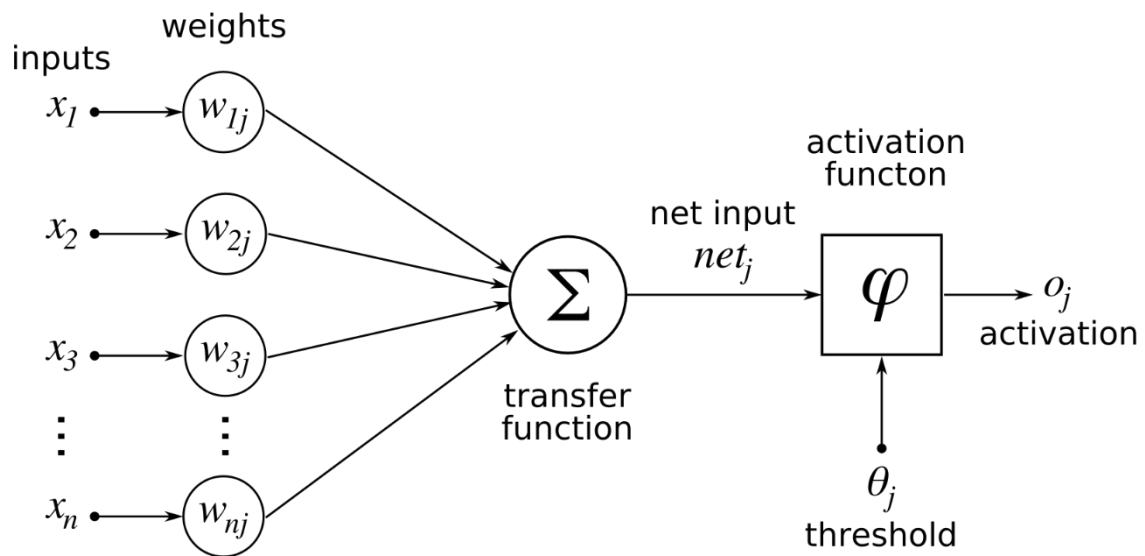 weights
inputs
x1
w1j
x2
w2j
x3
w3j
⋮
⋮
xn
wnj
Σ
transfer
function
net input
netj
activation
functon
φ
oj
activation
θj
threshold